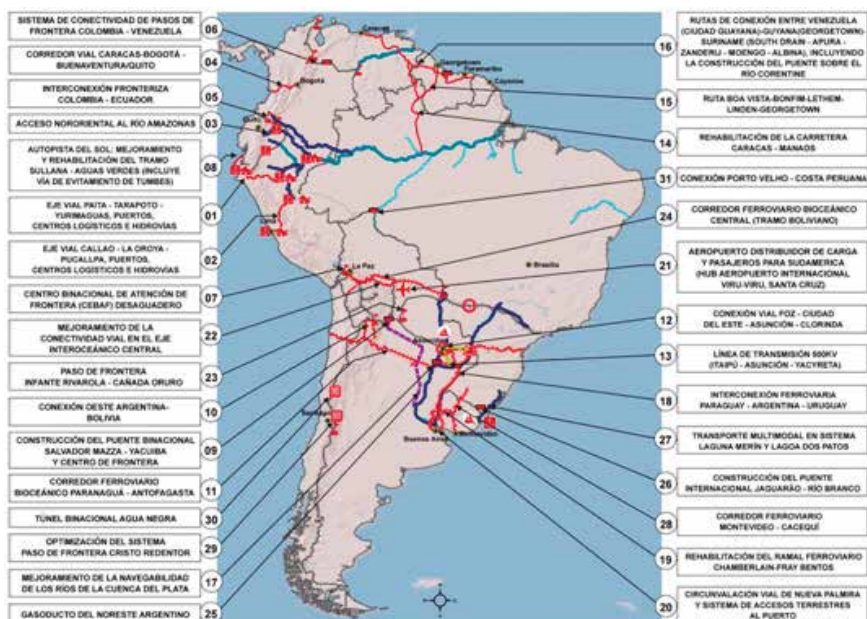 SISTEMA DE CONECTIVIDAD DE PASOS DE
FRONTERA COLOMBIA - VENEZUELA
06
CORREDOR VIAL CARACAS-BOGOTÁ -
BUENAVENTURA/QUITO
04
INTERCONEXIÓN FRONTERIZA
COLOMBIA - ECUADOR
05
ACCESO NORORIENTAL AL RÍO AMAZONAS
03
AUTOPISTA DEL SOL: MEJORAMIENTO
Y REHABILITACIÓN DEL TRAMO
SULLANA - AGUAS VERDES (INCLUYE
VÍA DE EVITAMIENTO DE TUMBES)
08
EJE VIAL PAITA - TARAPOTO -
YURIMAGUAS, PUERTOS,
CENTROS LOGÍSTICOS E HIDROVÍAS
01
EJE VIAL CALLAO - LA OROYA -
PUCALLPA, PUERTOS,
CENTROS LOGÍSTICOS E HIDROVÍAS
02
CENTRO BINACIONAL DE ATENCIÓN DE
FRONTERA (CEBAF) DESAGUADERO
07
MEJORAMIENTO DE LA
CONECTIVIDAD VIAL EN EL EJE
INTEROCEÁNICO CENTRAL
22
PASO DE FRONTERA
INFANTE RIVAROLA - CAÑADA ORURO
23
CONEXIÓN OESTE ARGENTINA-
BOLIVIA
10
CONSTRUCCIÓN DEL PUENTE BINACIONAL
SALVADOR MAZZA - YACUIBA
Y CENTRO DE FRONTERA
09
CORREDOR FERROVIARIO
BIOCEÁNICO PARANAGUÁ - ANTOFAGASTA
11
TÚNEL BINACIONAL AGUA NEGRA
30
OPTIMIZACIÓN DEL SISTEMA
PASO DE FRONTERA CRISTO REDENTOR
29
MEJORAMIENTO DE LA NAVEGABILIDAD
DE LOS RÍOS DE LA CUENCA DEL PLATA
17
GASODUCTO DEL NORESTE ARGENTINO
25
Caracas
Bogotá
Georgetown
Paramaribo
Cayenne
Lima
La Paz
Brasilia
Asunción
Buenos Aires
Montevideo
RUTAS DE CONEXIÓN ENTRE VENEZUELA
(CIUDAD GUAYANA)-GUYANA(GEORGETOWN)-
SURINAME (SOUTH DRAIN - APURA -
ZANDERIJ - MOENGO - ALBINA), INCLUYENDO
LA CONSTRUCCIÓN DEL PUENTE SOBRE EL
RÍO CORENTINE
16
RUTA BOA VISTA-BONFIM-LETHEM-
LINDEN-GEORGETOWN
15
REHABILITACIÓN DE LA CARRETERA
CARACAS - MANAOS
14
CONEXIÓN PORTO VELHO - COSTA PERUANA
31
CORREDOR FERROVIARIO BIOCEÁNICO
CENTRAL (TRAMO BOLIVIANO)
24
AEROPUERTO DISTRIBUIDOR DE CARGA
Y PASAJEROS PARA SUDAMERICA
(HUB AEROPUERTO INTERNACIONAL
VIRU-VIRU, SANTA CRUZ)
21
CONEXIÓN VIAL FOZ - CIUDAD
DEL ESTE - ASUNCIÓN - CLORINDA
12
LÍNEA DE TRANSMISIÓN 500KV
(ITAIPÚ - ASUNCIÓN - YACYRETA)
13
INTERCONEXIÓN FERROVIARIA
PARAGUAY - ARGENTINA - URUGUAY
18
TRANSPORTE MULTIMODAL EN SISTEMA
LAGUNA MERÍN Y LAGOA DOS PATOS
27
CONSTRUCCIÓN DEL PUENTE
INTERNACIONAL JAGUARÃO - RÍO BRANCO
26
CORREDOR FERROVIARIO
MONTEVIDEO - CACEQUÍ
28
REHABILITACIÓN DEL RAMAL FERROVIARIO
CHAMBERLAIN-FRAY BENTOS
19
CIRCUNVALACIÓN VIAL DE NUEVA PALMIRA
Y SISTEMA DE ACCESOS TERRESTRES
AL PUERTO
20